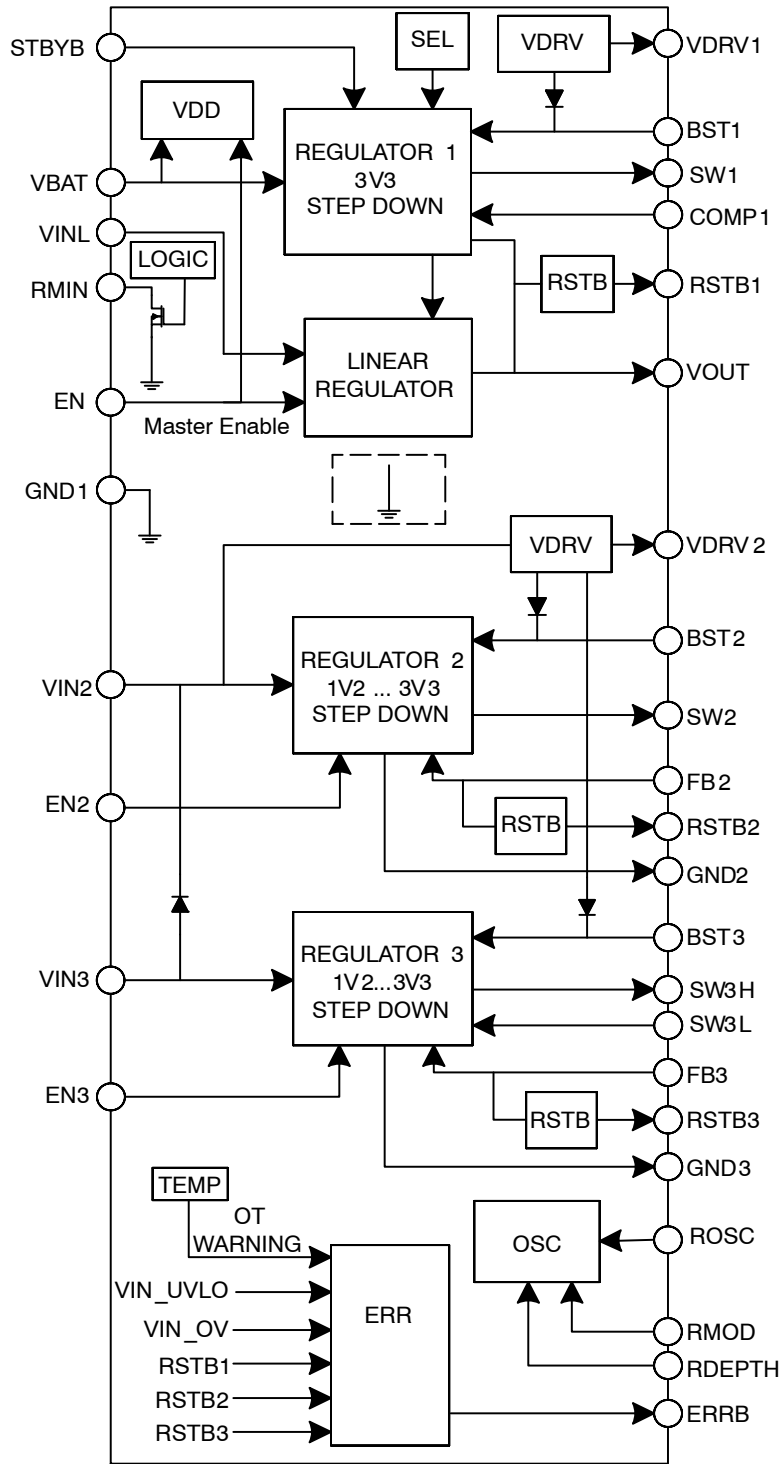 STBYB
SEL
VDRV
VDRV1
VDD
BST1
REGULATOR 1
3V3
STEP DOWN
VBAT
SW1
COMP1
VINL
LOGIC
RMIN
RSTB
RSTB1
LINEAR
REGULATOR
VOUT
EN
Master Enable
GND1
VDRV
VDRV2
BST2
REGULATOR 2
1V2 ... 3V3
STEP DOWN
VIN2
SW2
FB2
EN2
RSTB
RSTB2
GND2
BST3
REGULATOR 3
1V2...3V3
STEP DOWN
VIN3
SW3H
SW3L
FB3
EN3
RSTB
RSTB3
GND3
TEMP
OT
WARNING
OSC
ROSC
VIN_UVLO
ERR
VIN_OV
RMOD
RSTB1
RDEPTH
RSTB2
ERRB
RSTB3